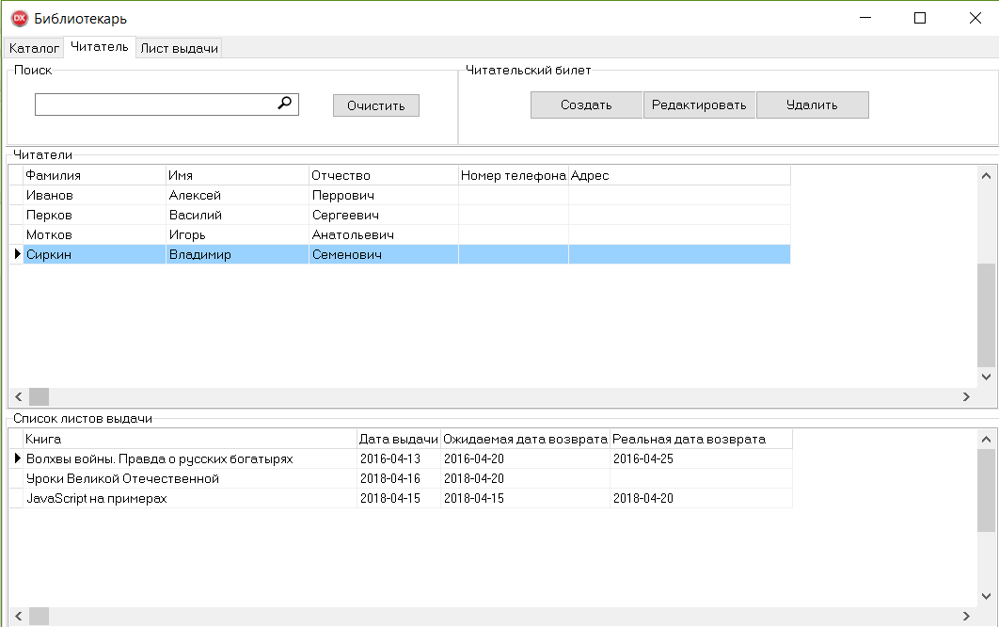 DX Библиотекарь
Каталог Читатель Лист выдачи
Поиск Читательский билет
Очистить Создать Редактировать Удалить
Читатели
Фамилия Имя Отчество Номер телефона Адрес
Иванов Алексей Перрович
Перков Василий Сергеевич
Мотков Игорь Анатольевич
Сиркин Владимир Семенович
Список листов выдачи
Книга Дата выдачи Ожидаемая дата возврата Реальная дата возврата
Волхвы войны. Правда о русских богатырях 2016-04-13 2016-04-20 2016-04-25
Уроки Великой Отечественной 2018-04-16 2018-04-20
JavaScript на примерах 2018-04-15 2018-04-15 2018-04-20